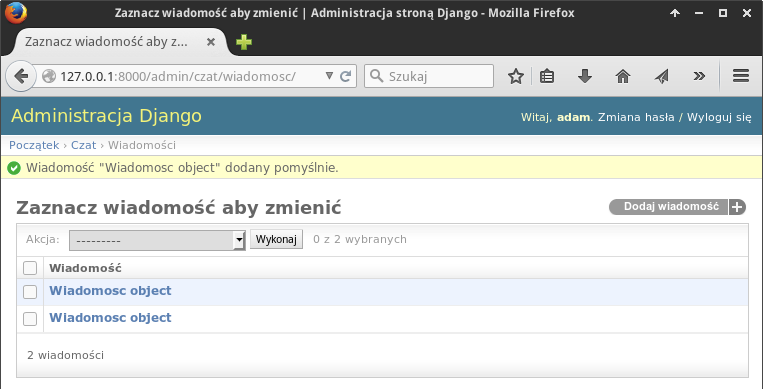 Zaznacz wiadomość aby zmienić | Administracja stroną Django - Mozilla Firefox
Zaznacz wiadomość aby z...
127.0.0.1:8000/admin/czat/wiadomosc/
Szukaj
Administracja Django
Witaj, adam. Zmiana hasła / Wyloguj się
Początek › Czat › Wiadomości
Wiadomość "Wiadomosc object" dodany pomyślnie.
Zaznacz wiadomość aby zmienić
Dodaj wiadomość +
Akcja: --------- Wykonaj 0 z 2 wybranych
Wiadomość
Wiadomosc object
Wiadomosc object
2 wiadomości